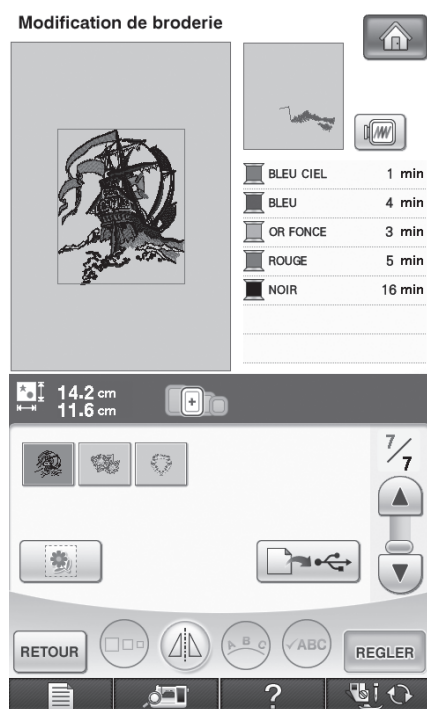 Modification de broderie
BLEU CIEL 1 min
BLEU 4 min
OR FONCE 3 min
ROUGE 5 min
NOIR 16 min
14.2 cm
11.6 cm
7/7
RETOUR
A B C
✓ABC
REGLER
?